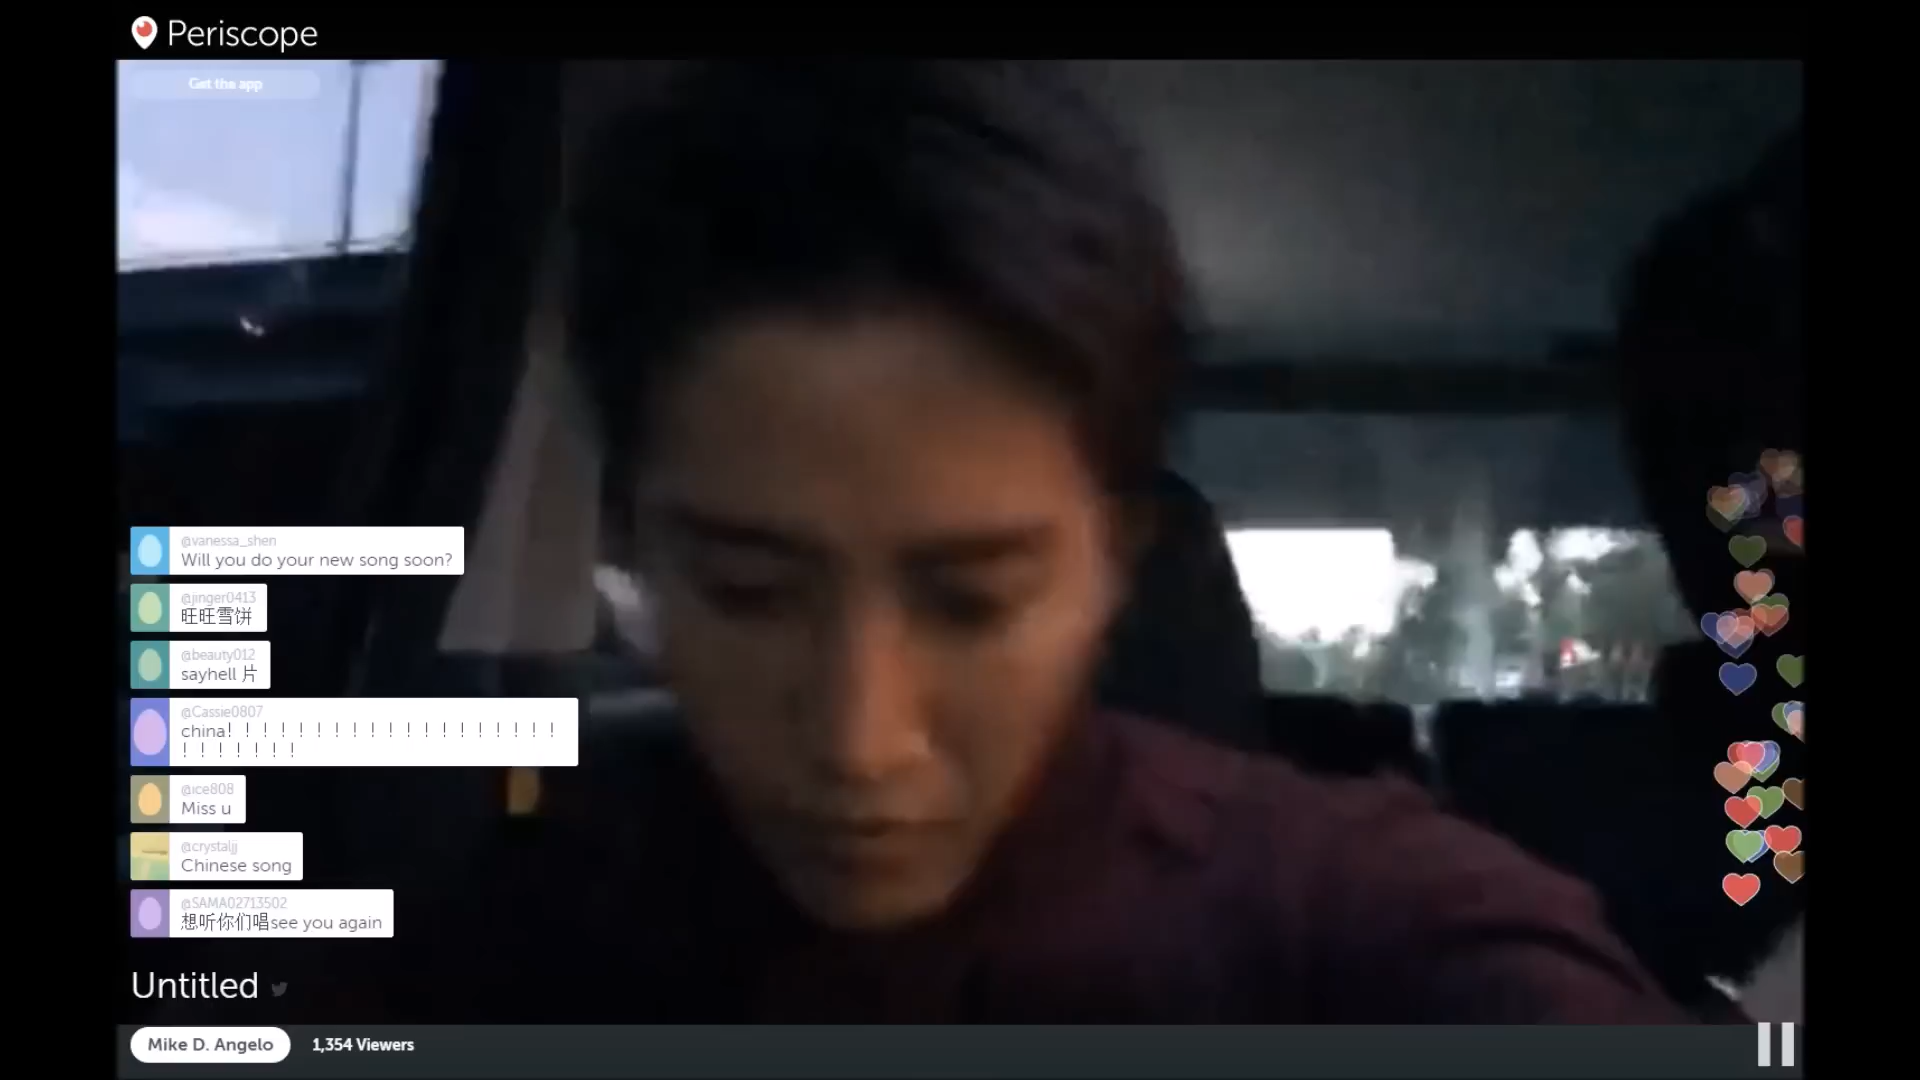 Periscope
Get the app
@vanessa_shen
Will you do your new song soon?
@jinger0413
旺旺雪饼
@beauty012
sayhell 片
@Cassie0807
china! ! ! ! ! ! ! ! ! ! ! ! ! ! ! ! ! ! !
! ! ! ! ! ! !
@ice808
Miss u
@crystaljj
Chinese song
@SAMA02713502
想听你们唱see you again
Untitled
Mike D. Angelo
1,354 Viewers